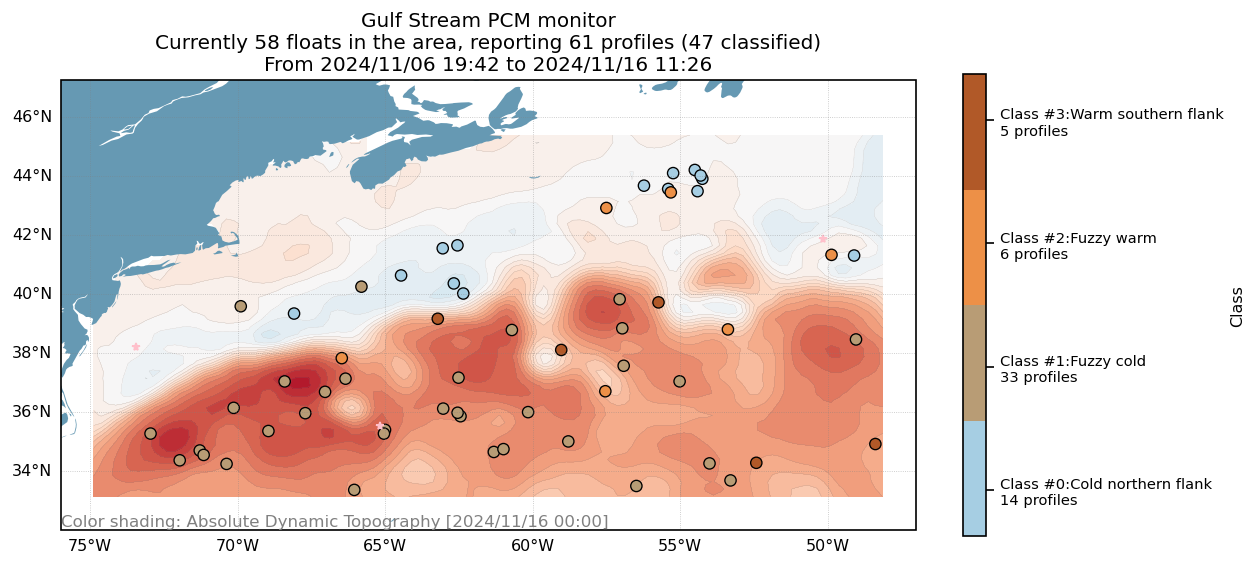 Gulf Stream PCM monitor
Currently 58 floats in the area, reporting 61 profiles (47 classified)
From 2024/11/06 19:42 to 2024/11/16 11:26
46°N
44°N
42°N
40°N
38°N
36°N
34°N
Color shading: Absolute Dynamic Topography [2024/11/16 00:00]
75°W
70°W
65°W
60°W
55°W
50°W
Class #3:Warm southern flank
5 profiles
Class #2:Fuzzy warm
6 profiles
Class #1:Fuzzy cold
33 profiles
Class #0:Cold northern flank
14 profiles
Class